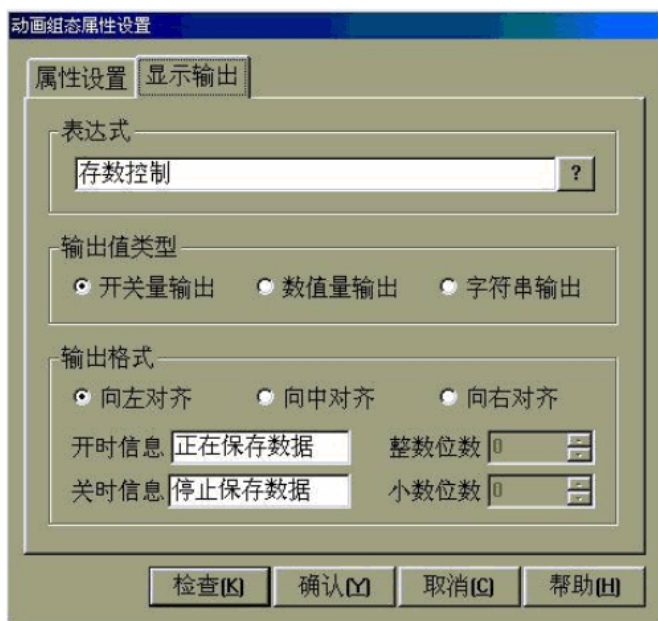 动画组态属性设置
属性设置 显示输出
表达式
存数控制 ?
输出值类型
开关量输出 数值量输出 字符串输出
输出格式
向左对齐 向中对齐 向右对齐
开时信息 正在保存数据 整数位数 0
关时信息 停止保存数据 小数位数 0
检查(K) 确认(Y) 取消(C) 帮助(H)